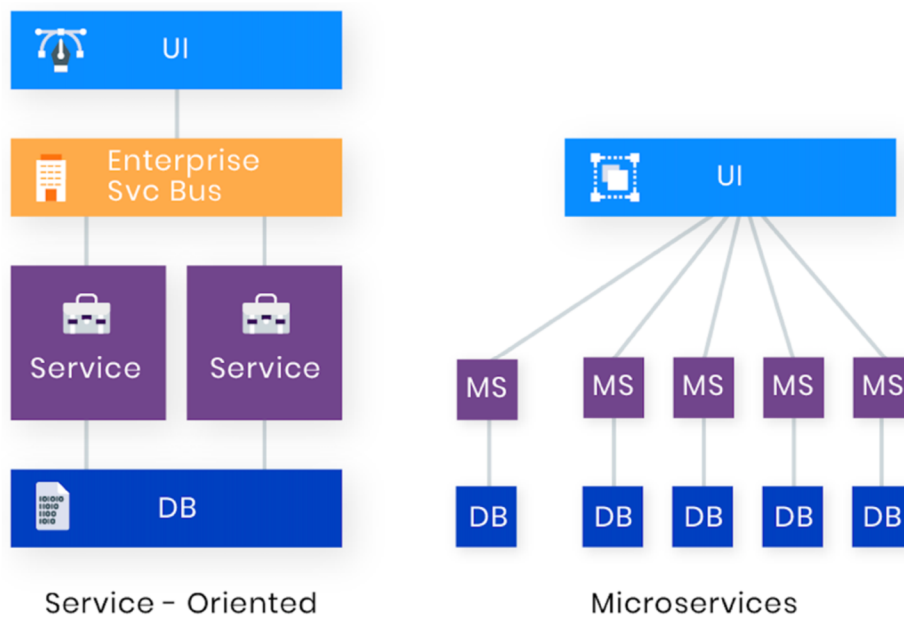 UI
Enterprise
Svc Bus
Service
Service
DB
Service - Oriented
UI
MS
MS
MS
MS
MS
DB
DB
DB
DB
DB
Microservices